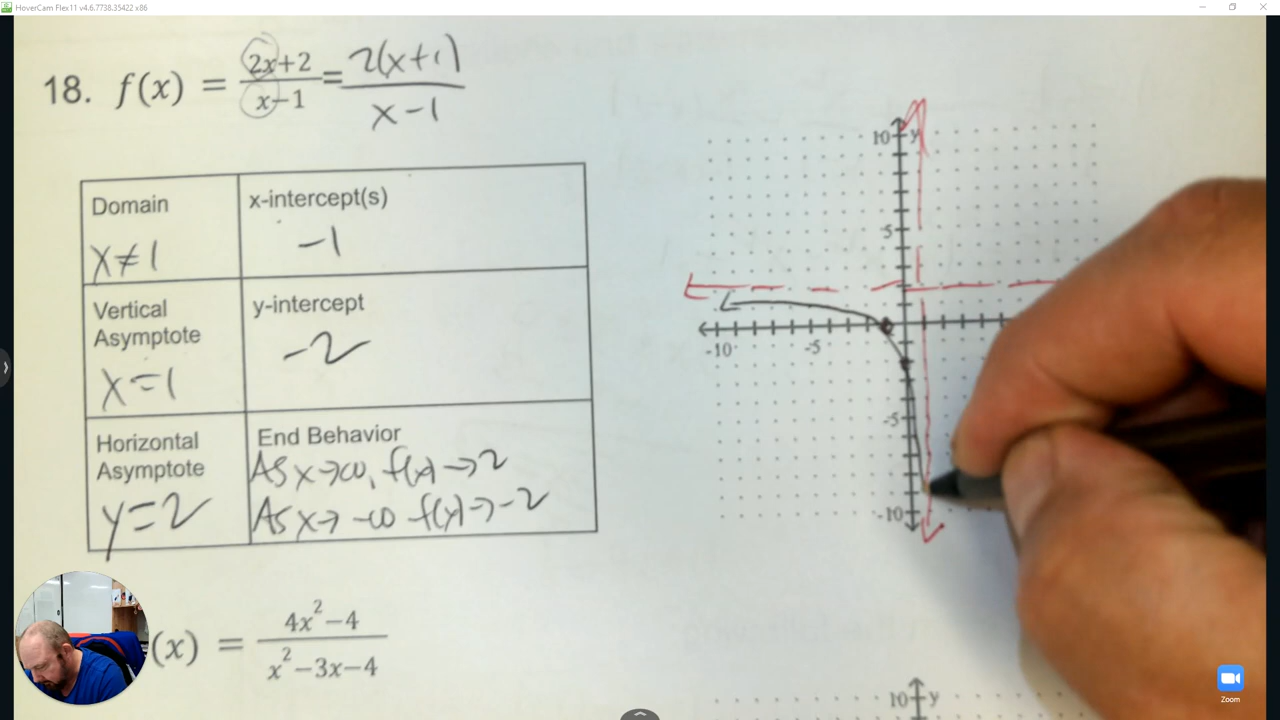 HoverCam Flex11 v4.6.7738.35422 x86
18. f(x) = 2x+2/x-1 = 2(x+1)/x-1
Domain
x≠1
x-intercept(s)
-1
Vertical
Asymptote
x=1
y-intercept
-2
Horizontal
Asymptote
y=2
End Behavior
As x→∞, f(x)→2
As x→ -∞ f(x)→-2
10 y
5
-10 -5
-5
-10
(x) = 4x²-4/x²-3x-4
10 y
Zoom